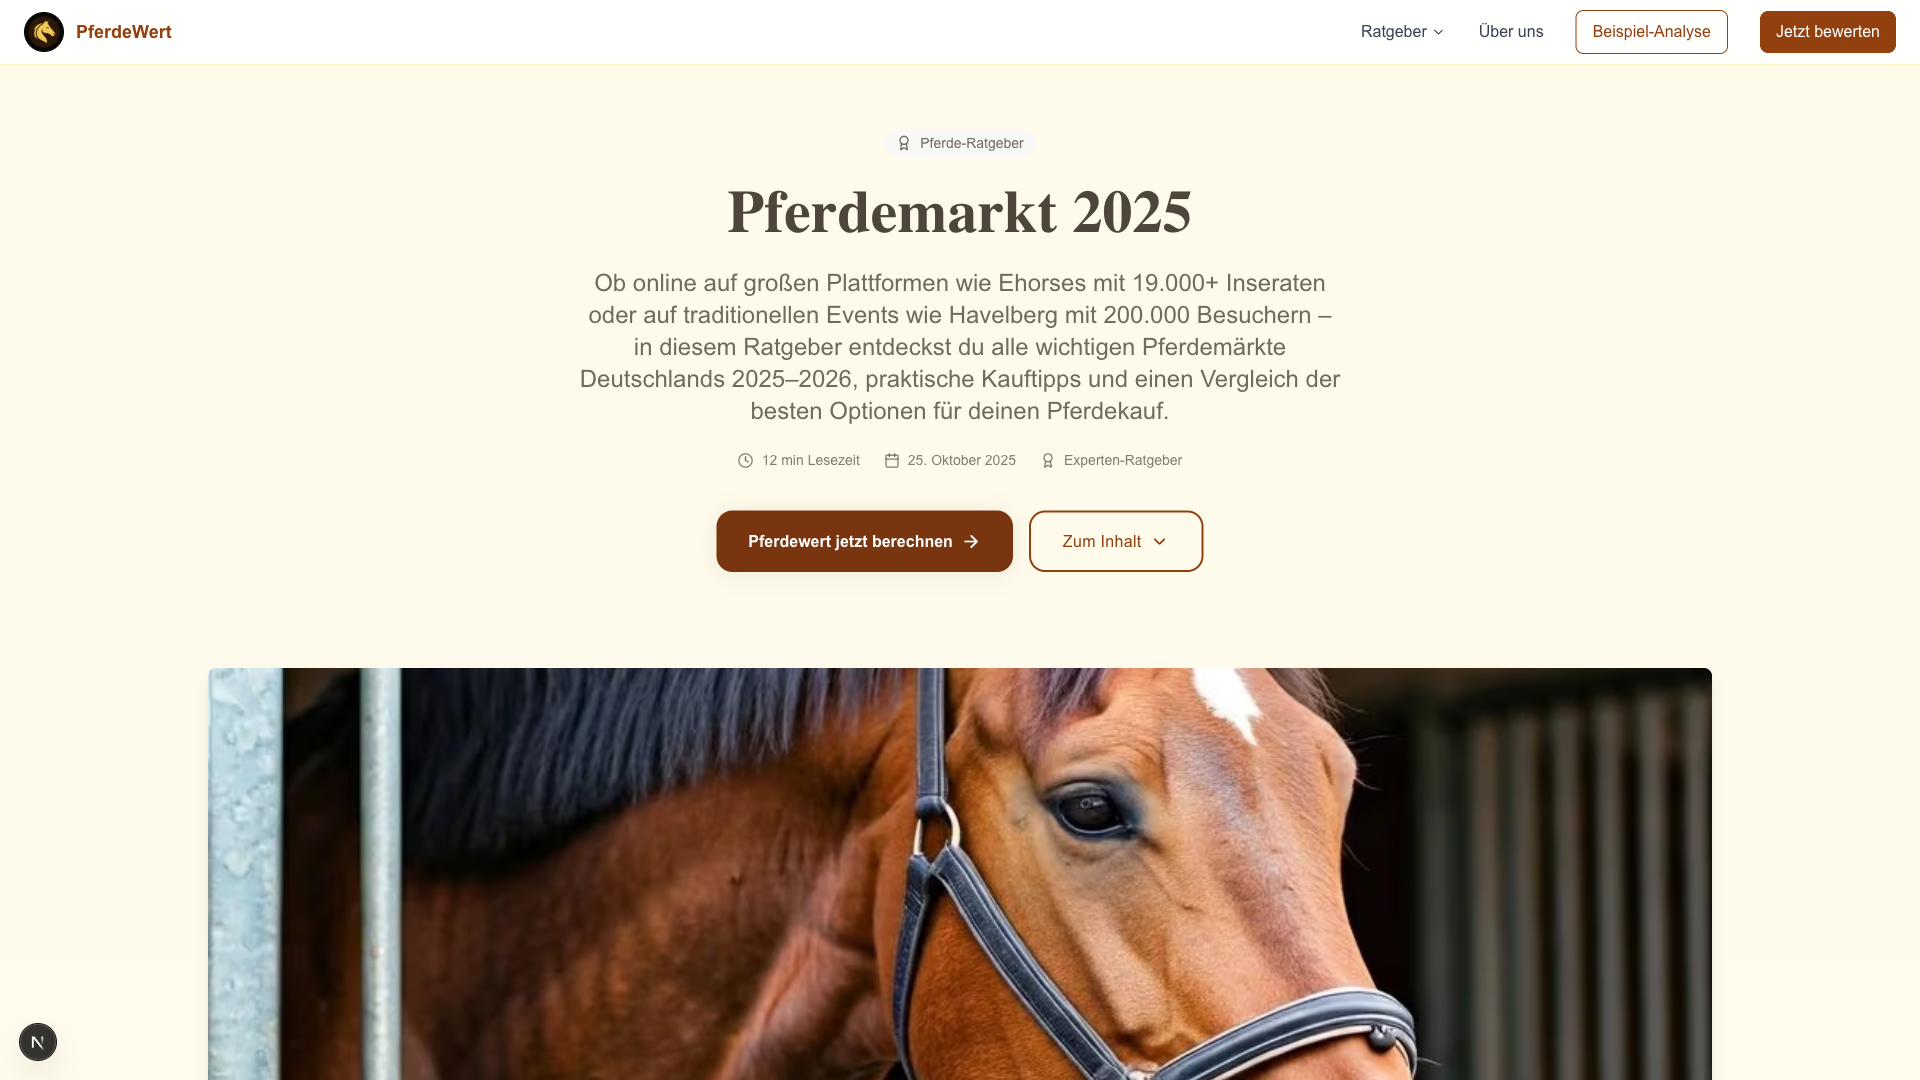 PferdeWert
Ratgeber
Über uns
Beispiel-Analyse
Jetzt bewerten
Pferde-Ratgeber
Pferdemarkt 2025
Ob online auf großen Plattformen wie Ehorses mit 19.000+ Inseraten
oder auf traditionellen Events wie Havelberg mit 200.000 Besuchern –
in diesem Ratgeber entdeckst du alle wichtigen Pferdemärkte
Deutschlands 2025–2026, praktische Kauftipps und einen Vergleich der
besten Optionen für deinen Pferdekauf.
12 min Lesezeit
25. Oktober 2025
Experten-Ratgeber
Pferdewert jetzt berechnen
Zum Inhalt
N